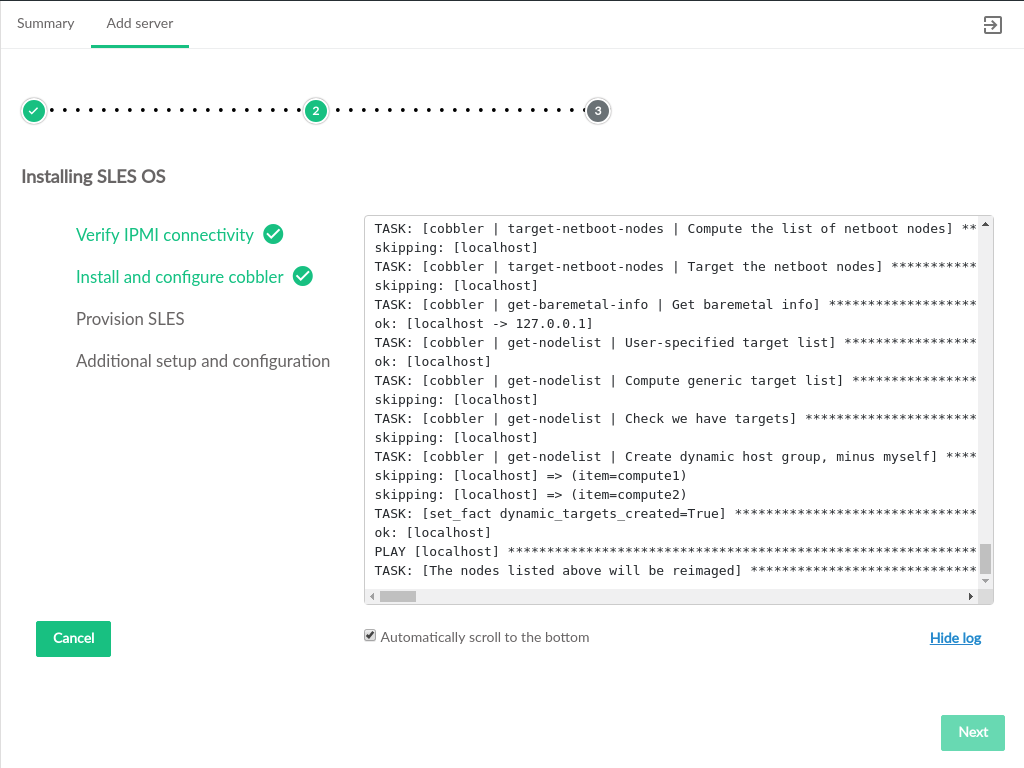 Summary
Add server
2
3
Installing SLES OS
Verify IPMI connectivity
Install and configure cobbler
Provision SLES
Additional setup and configuration
TASK: [cobbler | target-netboot-nodes | Compute the list of netboot nodes] **
skipping: [localhost]
TASK: [cobbler | target-netboot-nodes | Target the netboot nodes] ***********
skipping: [localhost]
TASK: [cobbler | get-baremetal-info | Get baremetal info] *******************
ok: [localhost -> 127.0.0.1]
TASK: [cobbler | get-nodelist | User-specified target list] *****************
ok: [localhost]
TASK: [cobbler | get-nodelist | Compute generic target list] ****************
skipping: [localhost]
TASK: [cobbler | get-nodelist | Check we have targets] **********************
skipping: [localhost]
TASK: [cobbler | get-nodelist | Create dynamic host group, minus myself] ****
skipping: [localhost] => (item=compute1)
skipping: [localhost] => (item=compute2)
TASK: [set_fact dynamic_targets_created=True] *******************************
ok: [localhost]
PLAY [localhost] ************************************************************
TASK: [The nodes listed above will be reimaged] *****************************
Cancel
Automatically scroll to the bottom
Hide log
Next